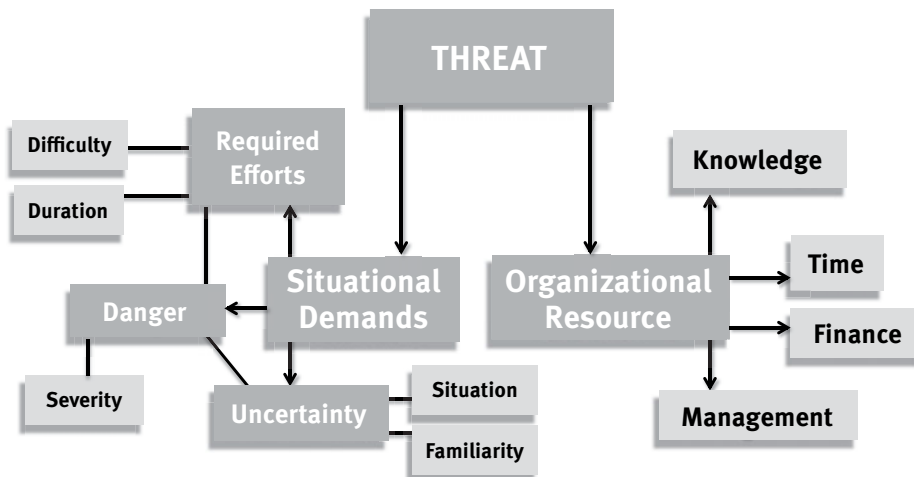 THREAT
Difficulty
Required
Efforts
Duration
Knowledge
Situational
Demands
Organizational
Resource
Time
Danger
Finance
Severity
Uncertainty
Situation
Familiarity
Management